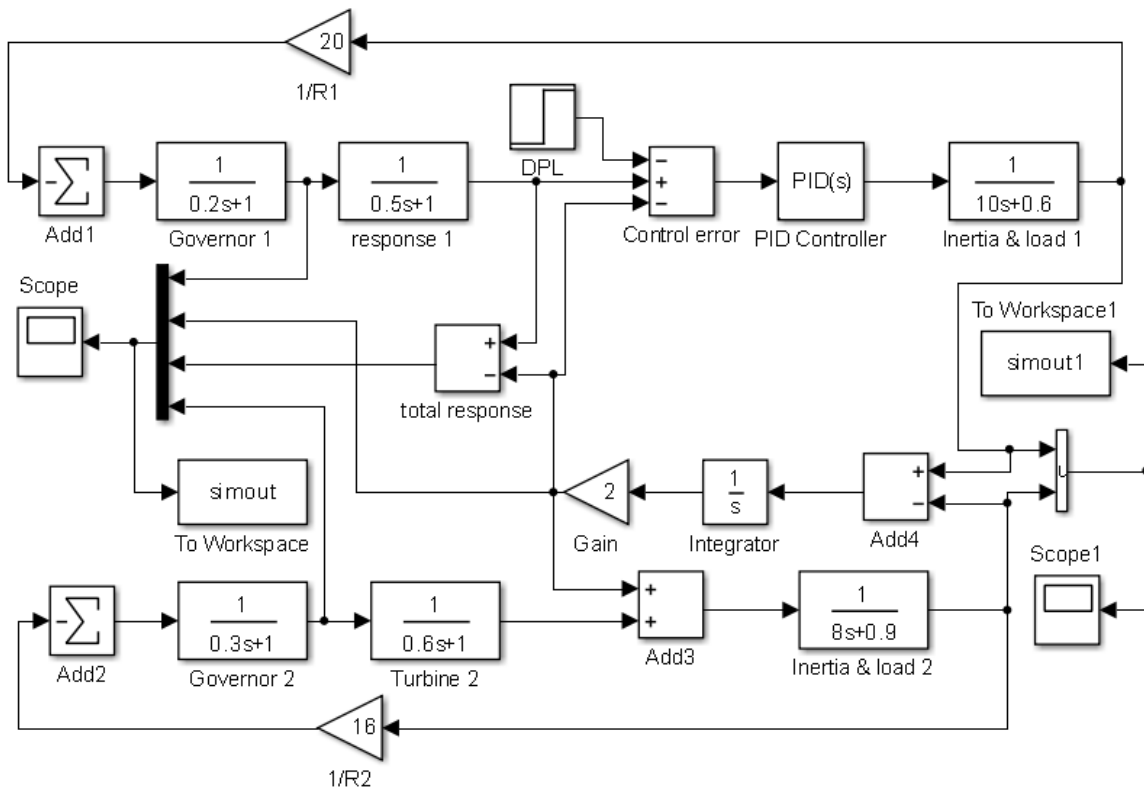 20
1/R1
DPL
1
0.2s+1
1
0.5s+1
PID(s)
1
10s+0.6
Add1
Governor 1
response 1
Control error
PID Controller
Inertia & load 1
Scope
To Workspace1
simout1
total response
simout
To Workspace
2
Gain
1
s
Integrator
Add4
Scope1
1
0.3s+1
1
0.6s+1
1
8s+0.9
Add2
Governor 2
Turbine 2
Add3
Inertia & load 2
16
1/R2